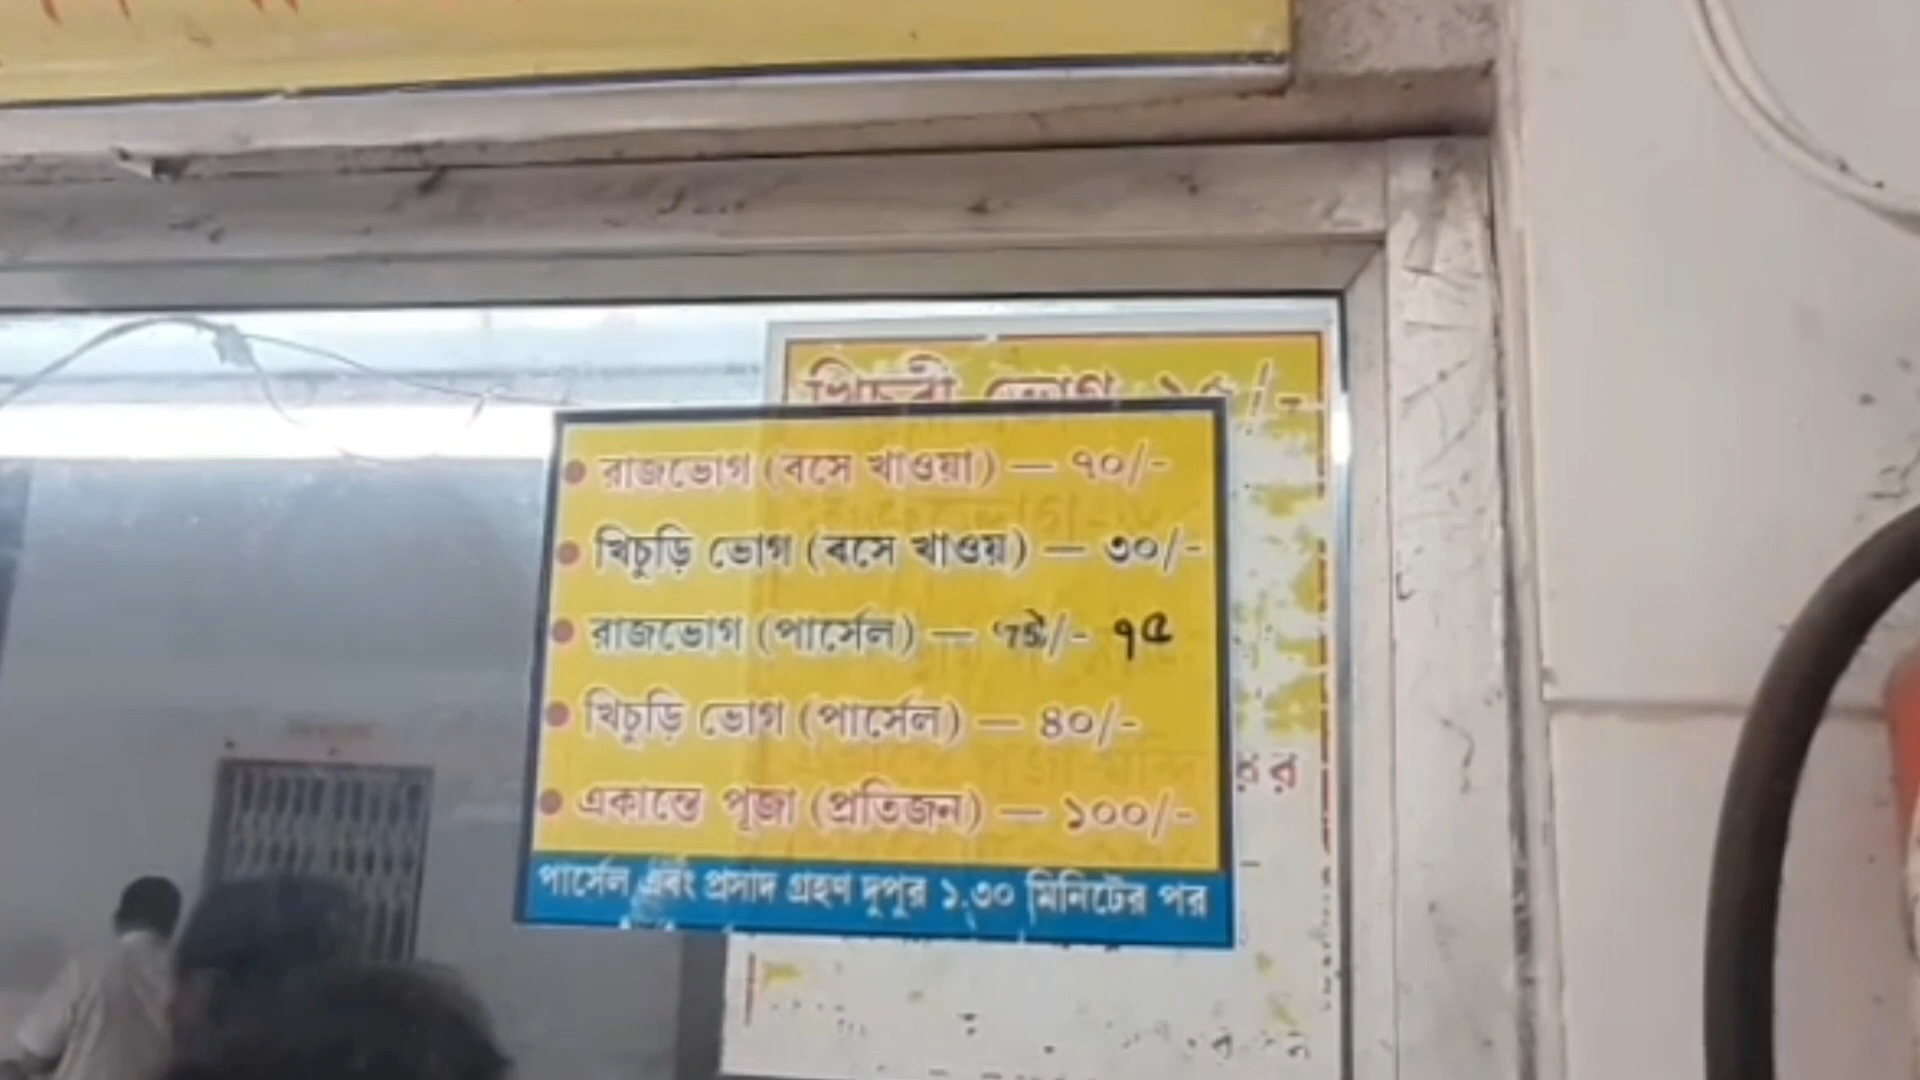 খিচুরী ভোগ
• রাজভোগ (বসে খাওয়া) — ৭০/-
• খিচুড়ি ভোগ (বসে খাওয়) — ৩০/-
• রাজভোগ (পার্সেল) — /- ৭৫
• খিচুড়ি ভোগ (পার্সেল) — ৪০/-
• একান্তে পূজা (প্রতিজন) — ১০০/-
পার্সেল এবং প্রসাদ গ্রহণ দুপুর ১.৩০ মিনিটের পর